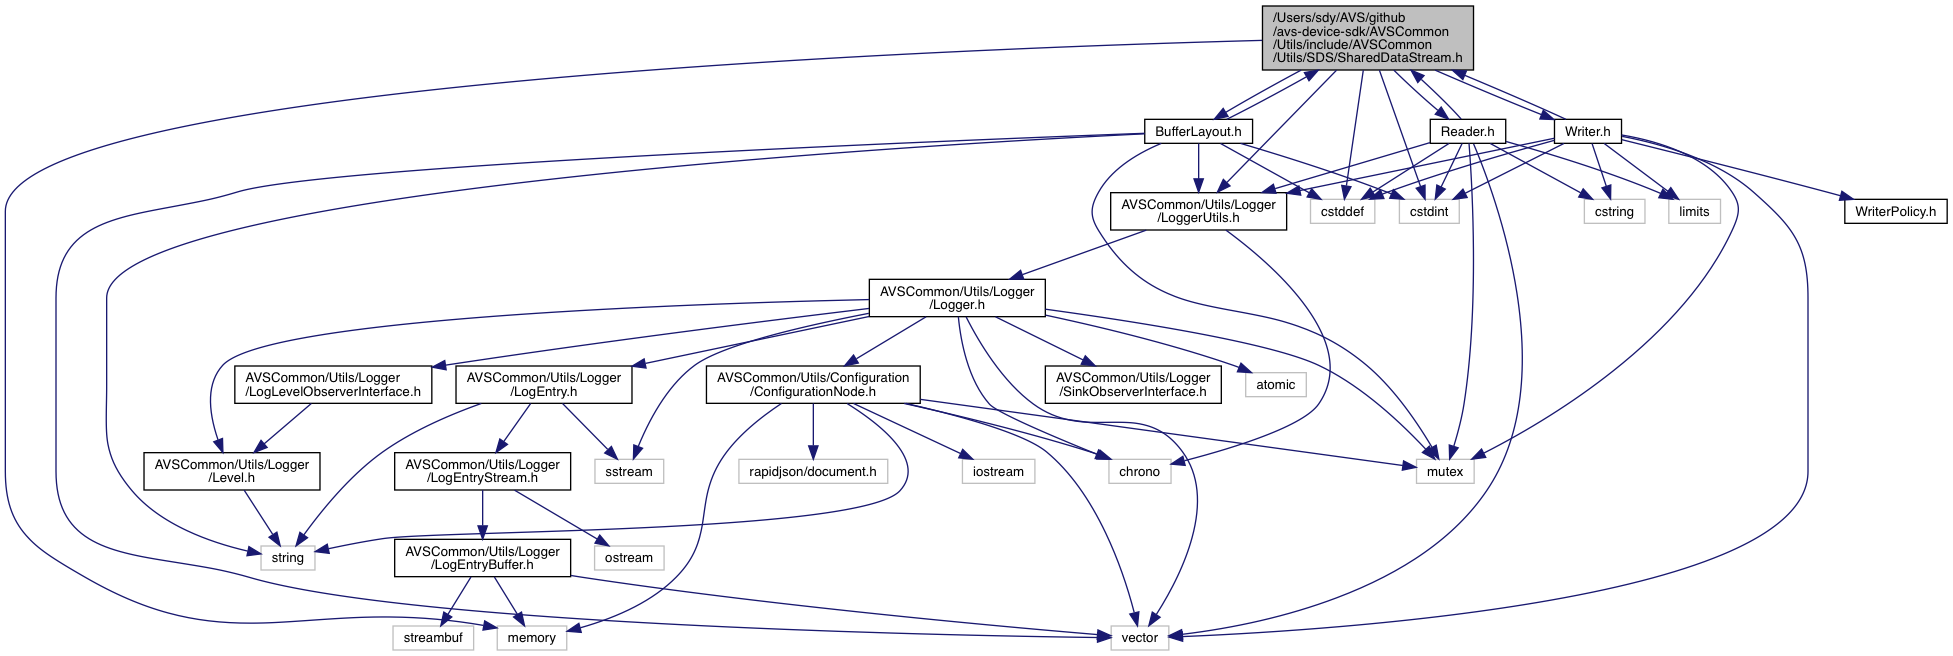 /Users/sdy/AVS/github
/avs-device-sdk/AVSCommon
/Utils/include/AVSCommon
/Utils/SDS/SharedDataStream.h
BufferLayout.h
Reader.h
Writer.h
AVSCommon/Utils/Logger
/LoggerUtils.h
cstddef
cstdint
cstring
limits
WriterPolicy.h
AVSCommon/Utils/Logger
/Logger.h
AVSCommon/Utils/Logger
/LogLevelObserverInterface.h
AVSCommon/Utils/Logger
/LogEntry.h
AVSCommon/Utils/Configuration
/ConfigurationNode.h
AVSCommon/Utils/Logger
/SinkObserverInterface.h
atomic
AVSCommon/Utils/Logger
/Level.h
AVSCommon/Utils/Logger
/LogEntryStream.h
sstream
rapidjson/document.h
iostream
chrono
mutex
string
AVSCommon/Utils/Logger
/LogEntryBuffer.h
ostream
streambuf
memory
vector